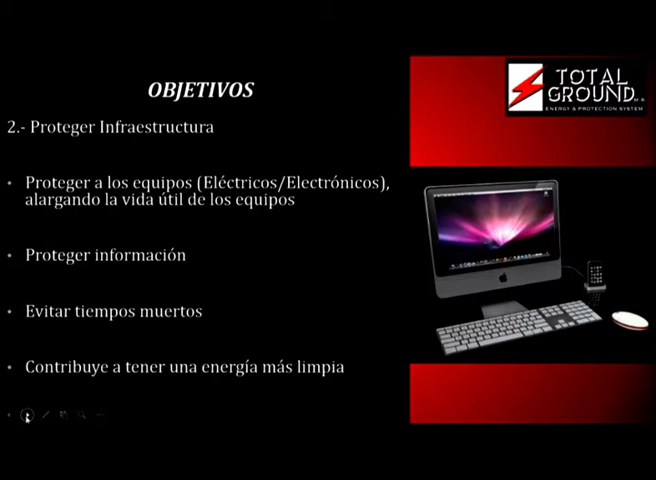 OBJETIVOS
2.- Proteger Infraestructura
• Proteger a los equipos (Eléctricos/Electrónicos),
alargando la vida útil de los equipos
• Proteger información
• Evitar tiempos muertos
• Contribuye a tener una energía más limpia
TOTAL
GROUND
ENERGY & PROTECTION SYSTEM